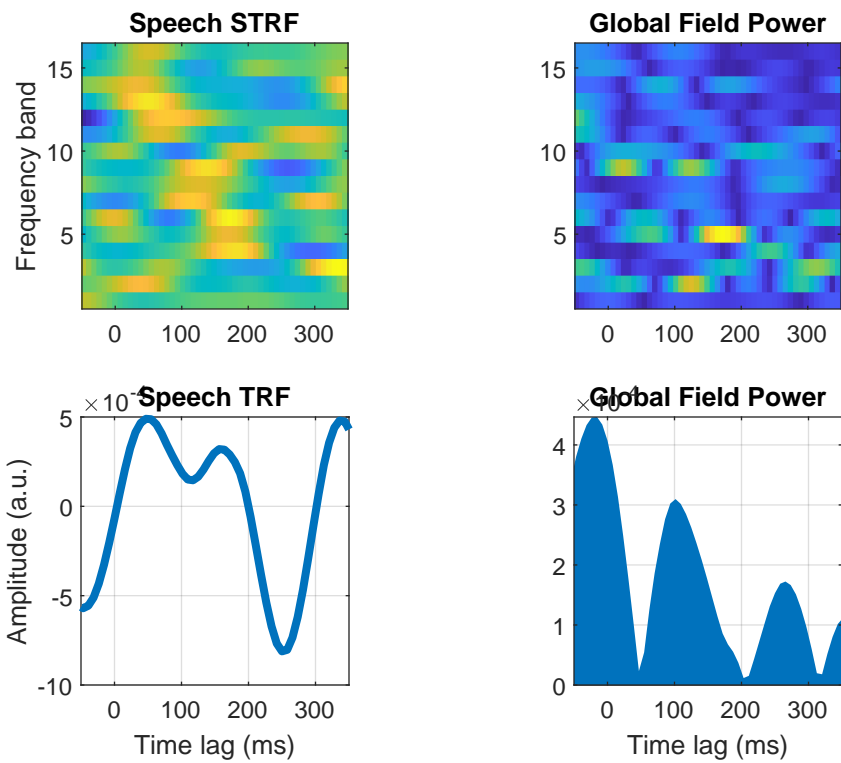 Speech STRF
Global Field Power
Frequency band
15
10
5
0 100 200 300
15
10
5
0 100 200 300
Speech TRF
× 10⁻⁴
Amplitude (a.u.)
5
0
-5
-10
0 100 200 300
Time lag (ms)
Global Field Power
4
3
2
1
0
0 100 200 300
Time lag (ms)